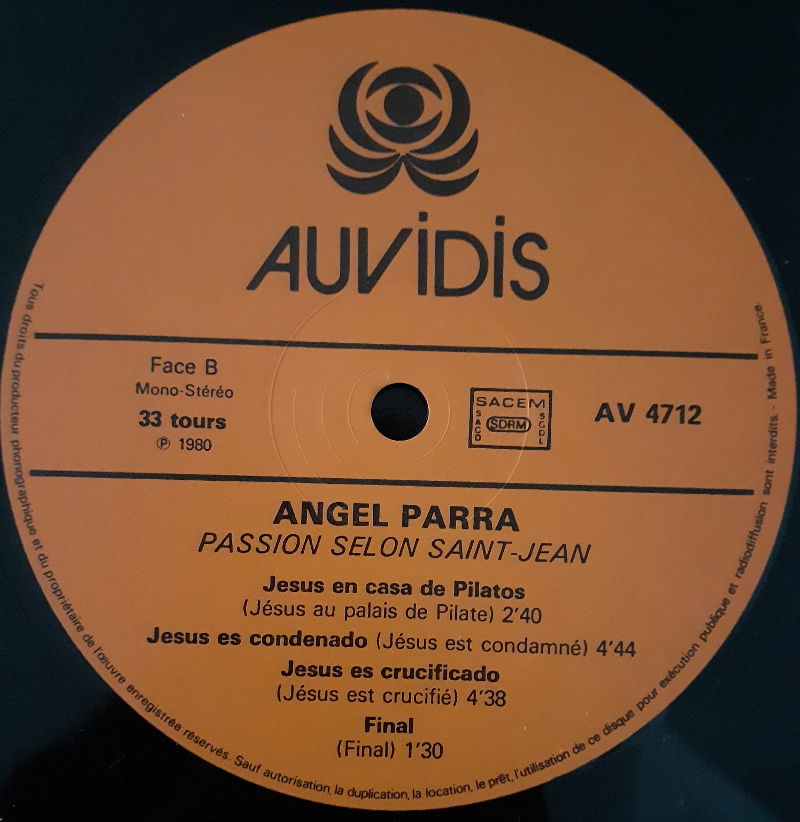 AUViDiS
Face B
Mono-Stéréo
33 tours
℗ 1980
SACEM
SACD
SDRM
SGDL
AV 4712
ANGEL PARRA
PASSION SELON SAINT-JEAN
Jesus en casa de Pilatos
(Jésus au palais de Pilate) 2'40
Jesus es condenado (Jésus est condamné) 4'44
Jesus es crucificado
(Jésus est crucifié) 4'38
Final
(Final) 1'30
Tous droits du producteur phonographique et du propriétaire de l'œuvre enregistrée réservés. Sauf autorisation, la duplication, la location, le prêt, l'utilisation de ce disque pour exécution publique et radiodiffusion sont interdits. - Made in France.